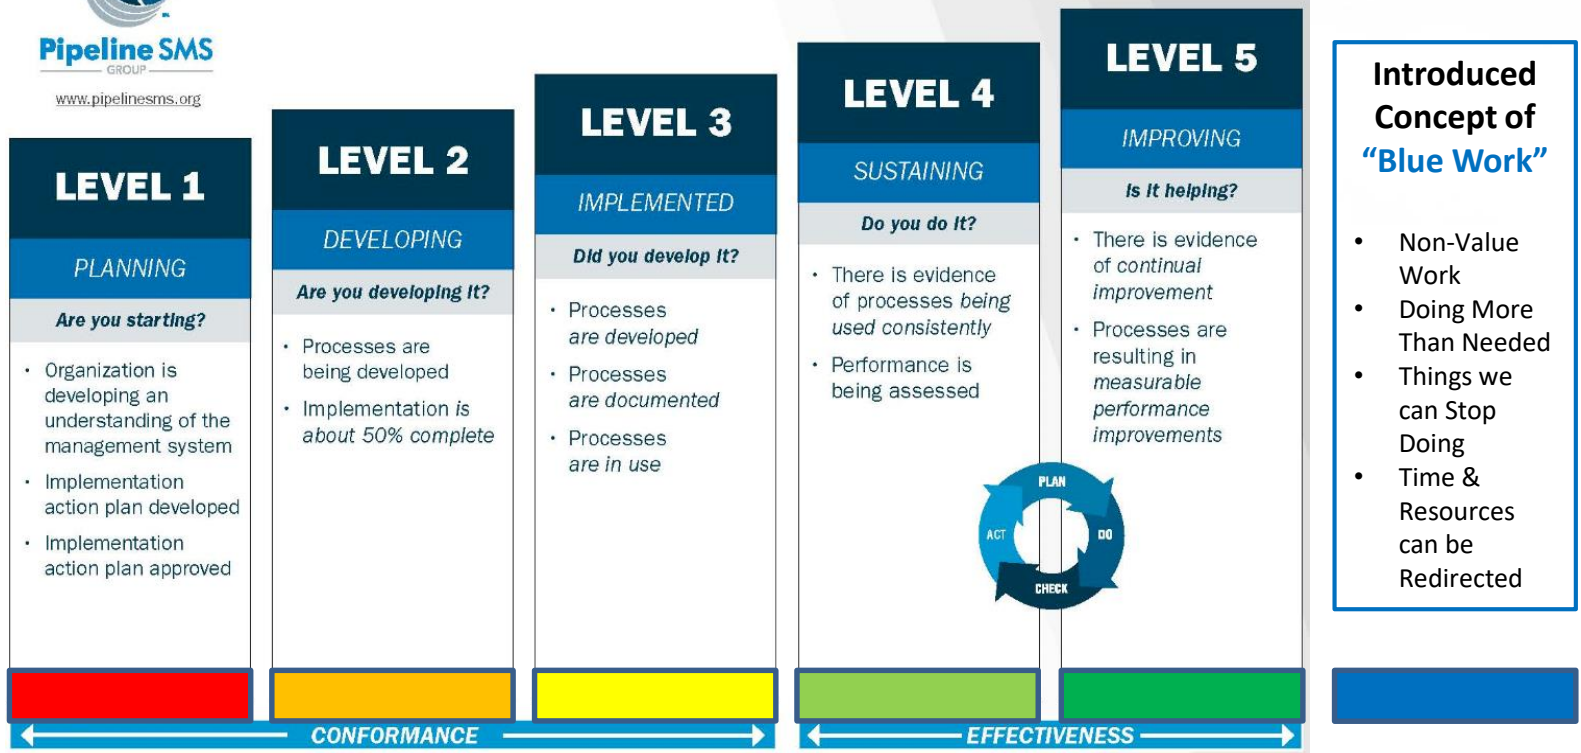 Pipeline SMS
GROUP
www.pipelinesms.org
LEVEL 1
PLANNING
Are you starting?
• Organization is
developing an
understanding of the
management system
• Implementation
action plan developed
• Implementation
action plan approved
LEVEL 2
DEVELOPING
Are you developing it?
• Processes are
being developed
• Implementation is
about 50% complete
LEVEL 3
IMPLEMENTED
Did you develop it?
• Processes
are developed
• Processes
are documented
• Processes
are in use
LEVEL 4
SUSTAINING
Do you do it?
• There is evidence
of processes being
used consistently
• Performance is
being assessed
LEVEL 5
IMPROVING
Is it helping?
• There is evidence
of continual
improvement
• Processes are
resulting in
measurable
performance
improvements
PLAN
DO
CHECK
ACT
CONFORMANCE
EFFECTIVENESS
Introduced
Concept of
“Blue Work”
• Non-Value
Work
• Doing More
Than Needed
• Things we
can Stop
Doing
• Time &
Resources
can be
Redirected